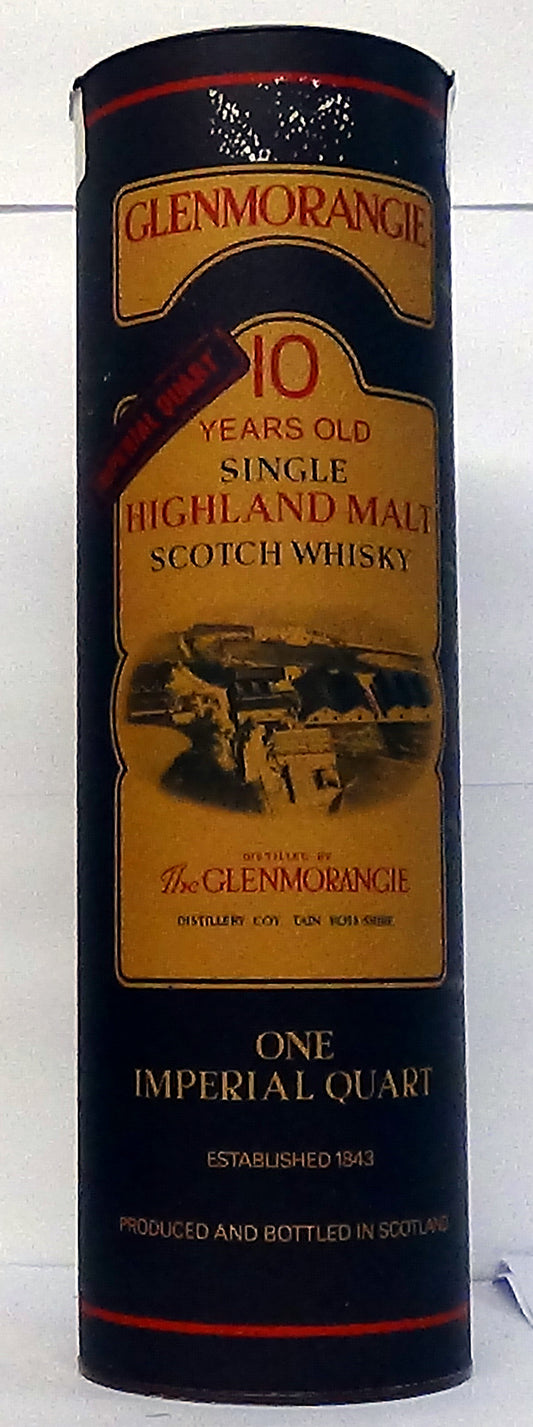 GLENMORANGIE
IMPERIAL QUART
10
YEARS OLD
SINGLE
HIGHLAND MALT
SCOTCH WHISKY
DISTILLED BY
The GLENMORANGIE
DISTILLERY COY. TAIN ROSS-SHIRE
ONE
IMPERIAL QUART
ESTABLISHED 1843
PRODUCED AND BOTTLED IN SCOTLAND